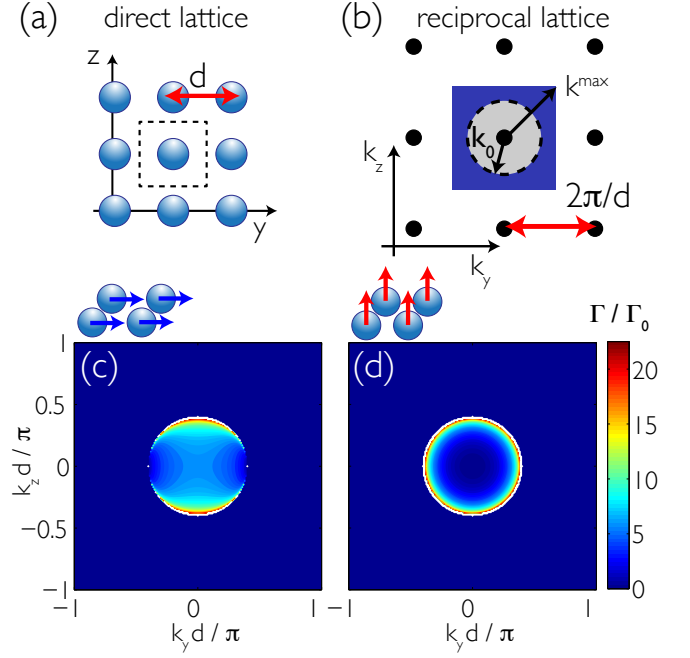 (a) direct lattice
z
d
y
(b) reciprocal lattice
k^max
k_0
k_z
2π/d
k_y
Γ / Γ_0
(c)
1
0.5
0
−0.5
−1
k_z d / π
−1
0
1
k_y d / π
(d)
−1
0
1
k_y d / π
20
15
10
5
0